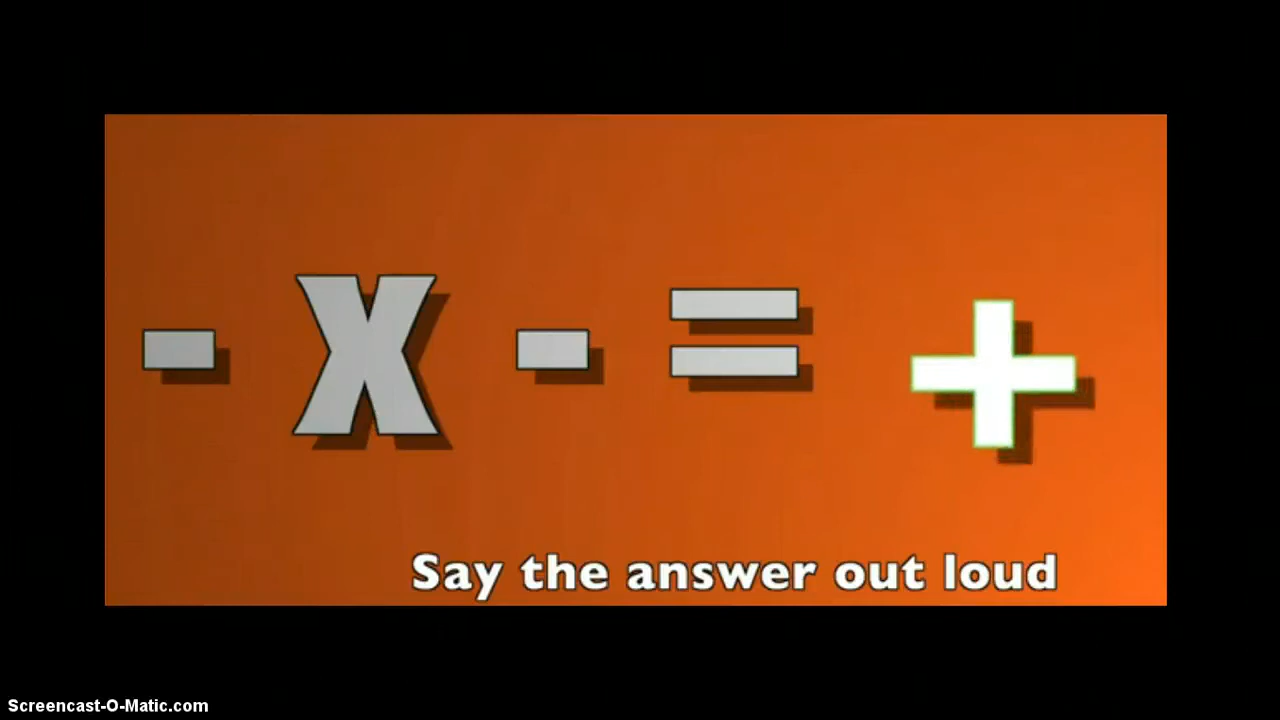 - X - = +
Say the answer out loud
Screencast-O-Matic.com